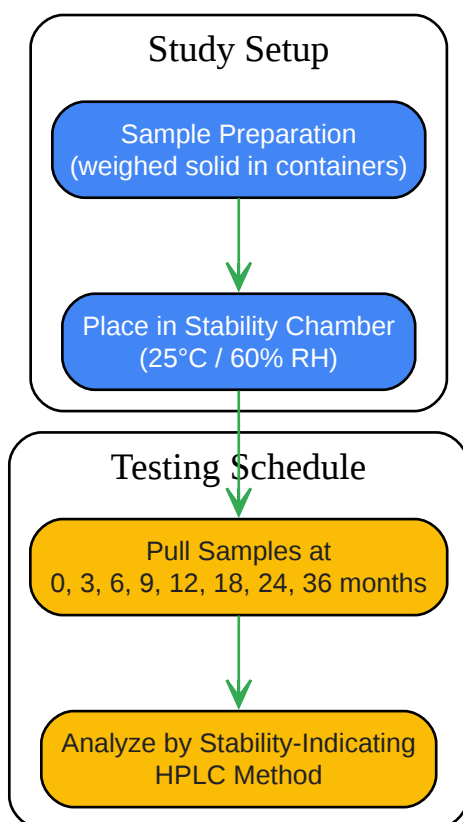 Study Setup
Sample Preparation
(weighed solid in containers)
Place in Stability Chamber
(25°C / 60% RH)
Testing Schedule
Pull Samples at
0, 3, 6, 9, 12, 18, 24, 36 months
Analyze by Stability-Indicating
HPLC Method